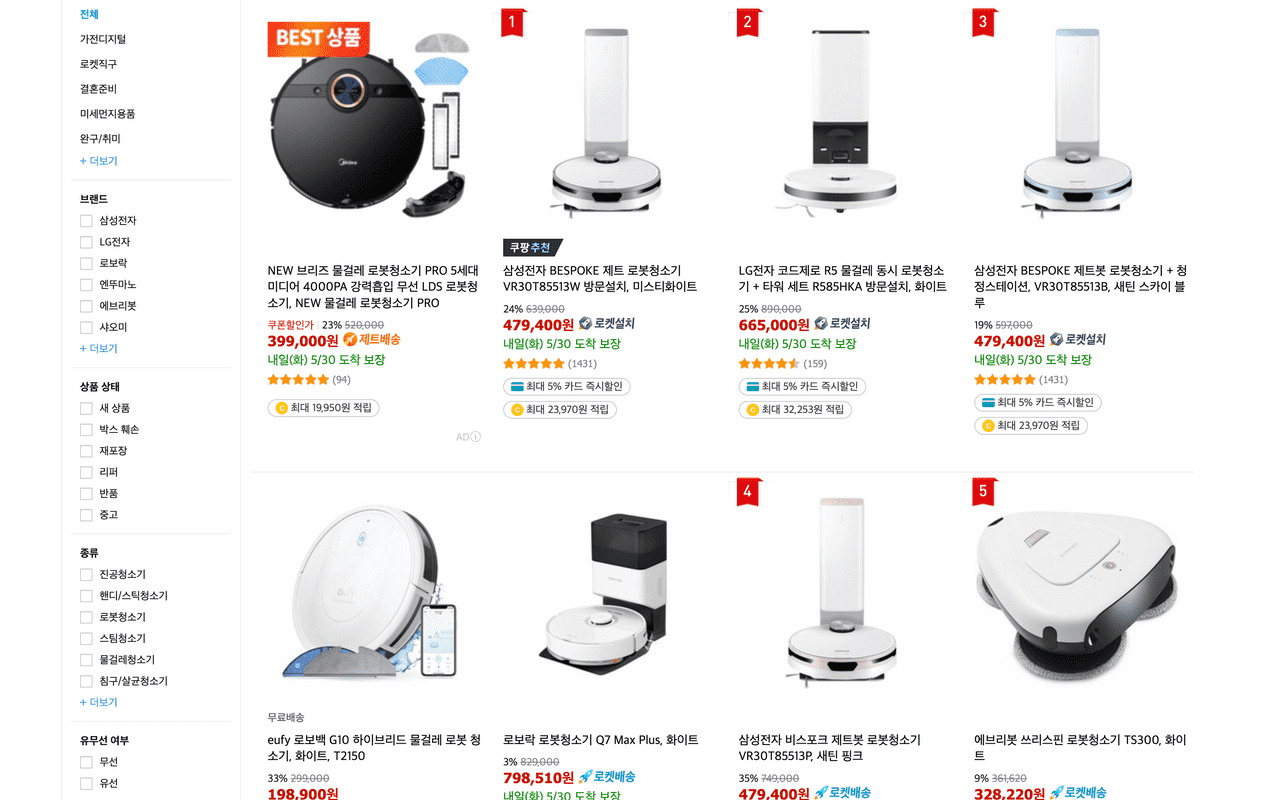 전체
가전디지털
로켓직구
결혼준비
미세먼지용품
완구/취미
+ 더보기
브랜드
삼성전자
LG전자
로보락
엔뚜마노
에브리봇
샤오미
+ 더보기
상품 상태
새 상품
박스 훼손
재포장
리퍼
반품
중고
종류
진공청소기
핸디/스틱청소기
로봇청소기
스팀청소기
물걸레청소기
침구/살균청소기
+ 더보기
유무선 여부
무선
유선
BEST 상품
Midea
NEW 브리즈 물걸레 로봇청소기 PRO 5세대
미디어 4000PA 강력흡입 무선 LDS 로봇청
소기, NEW 물걸레 로봇청소기 PRO
쿠폰할인가 23% 520,000
399,000원 제트배송
내일(화) 5/30 도착 보장
(94)
최대 19,950원 적립
AD
1
쿠팡추천
삼성전자 BESPOKE 제트 로봇청소기
VR30T85513W 방문설치, 미스티화이트
24% 639,000
479,400원 로켓설치
내일(화) 5/30 도착 보장
(1431)
최대 5% 카드 즉시할인
최대 23,970원 적립
2
LG전자 코드제로 R5 물걸레 동시 로봇청소
기 + 타워 세트 R585HKA 방문설치, 화이트
25% 890,000
665,000원 로켓설치
내일(화) 5/30 도착 보장
(159)
최대 5% 카드 즉시할인
최대 32,253원 적립
3
삼성전자 BESPOKE 제트봇 로봇청소기 + 청
정스테이션, VR30T85513B, 새틴 스카이 블
루
19% 597,000
479,400원 로켓설치
내일(화) 5/30 도착 보장
(1431)
최대 5% 카드 즉시할인
최대 23,970원 적립
eufy
무료배송
eufy 로보백 G10 하이브리드 물걸레 로봇 청
소기, 화이트, T2150
33% 299,000
198,900원
로보락 로봇청소기 Q7 Max Plus, 화이트
3% 829,000
798,510원 로켓배송
내일(화) 5/30 도착 보장
4
삼성전자 비스포크 제트봇 로봇청소기
VR30T85513P, 새틴 핑크
35% 749,000
479,400원 로켓배송
5
에브리봇 쓰리스핀 로봇청소기 TS300, 화이
트
9% 361,620
328,220원 로켓배송